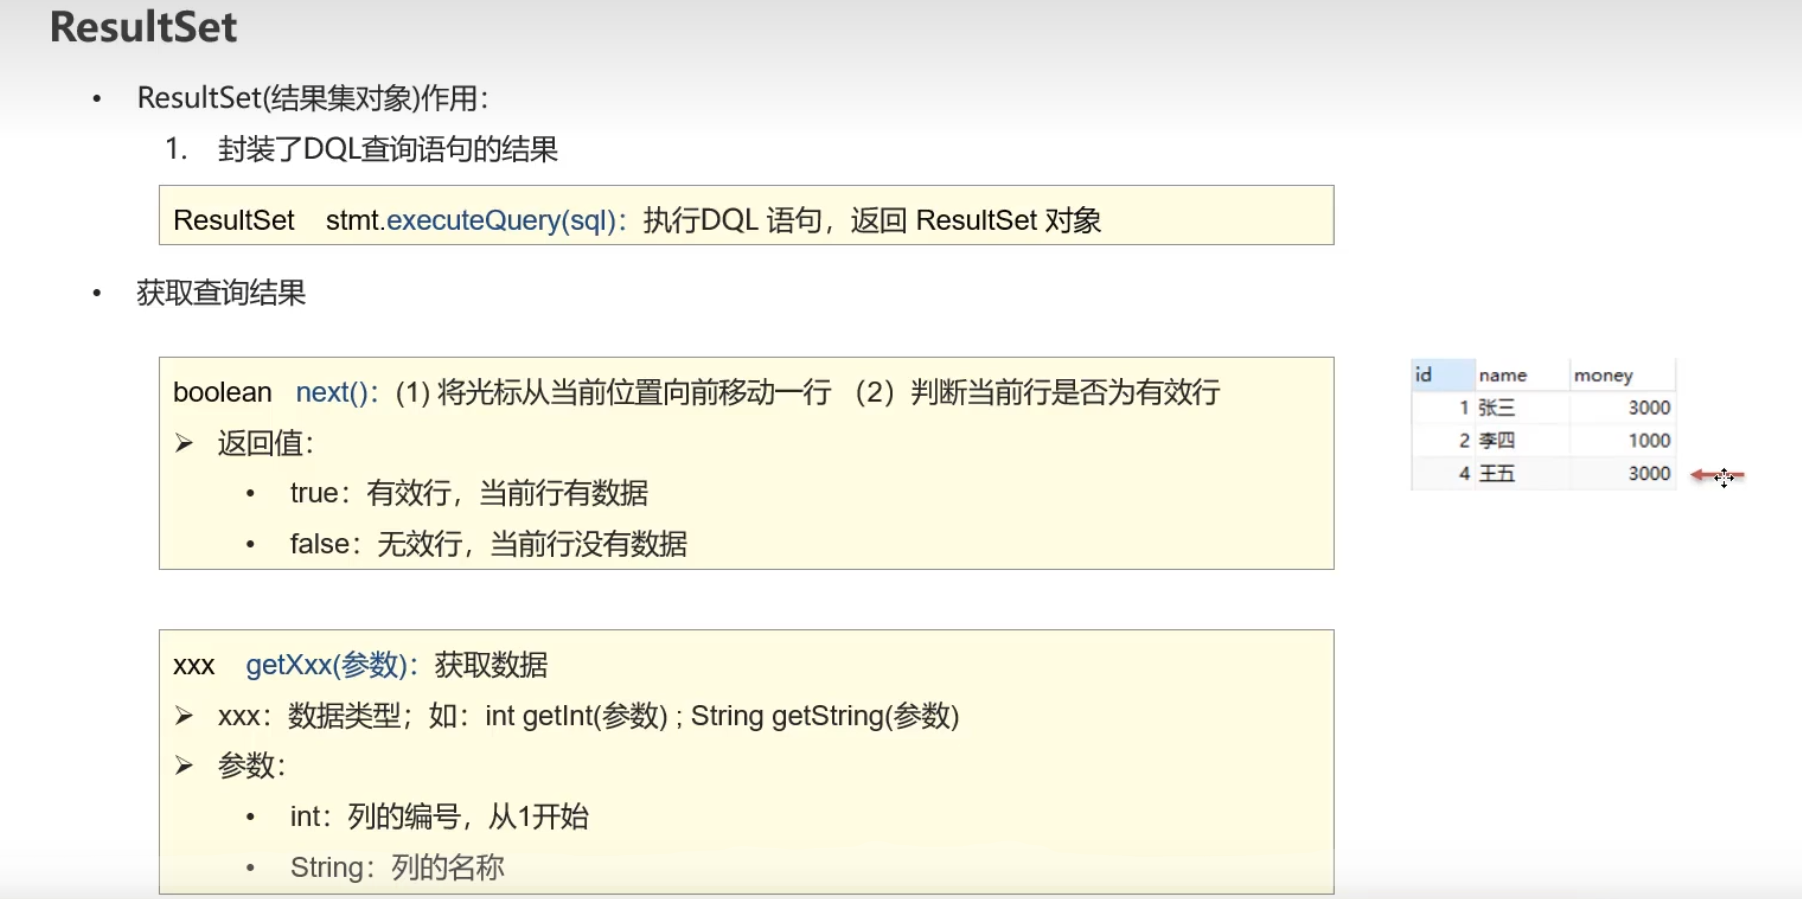 ResultSet
• ResultSet(结果集对象)作用：
1. 封装了DQL查询语句的结果
ResultSet stmt.executeQuery(sql)：执行DQL 语句，返回 ResultSet 对象
• 获取查询结果
boolean next()：(1) 将光标从当前位置向前移动一行 （2）判断当前行是否为有效行
➢ 返回值：
• true：有效行，当前行有数据
• false：无效行，当前行没有数据
id name money
1 张三 3000
2 李四 1000
4 王五 3000
xxx getXxx(参数)：获取数据
➢ xxx：数据类型；如：int getInt(参数) ; String getString(参数)
➢ 参数：
• int：列的编号，从1开始
• String：列的名称